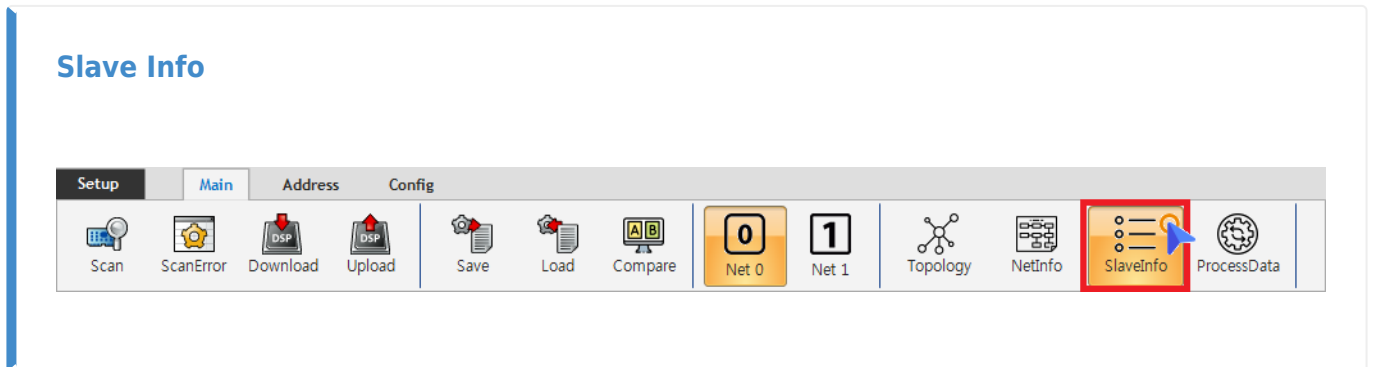 Slave Info
Setup Main Address Config
DSP DSP A B 0 1
Scan ScanError Download Upload Save Load Compare Net 0 Net 1 Topology NetInfo SlaveInfo ProcessData